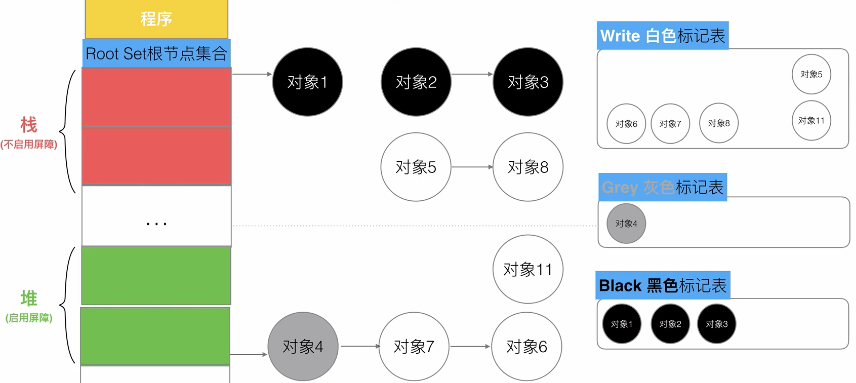 程序
Root Set根节点集合
栈
(不启用屏障)
...
堆
(启用屏障)
对象1
对象2
对象3
对象5
对象8
对象11
对象4
对象7
对象6
Write 白色标记表
对象5
对象6
对象7
对象8
对象11
Grey 灰色标记表
对象4
Black 黑色标记表
对象1
对象2
对象3